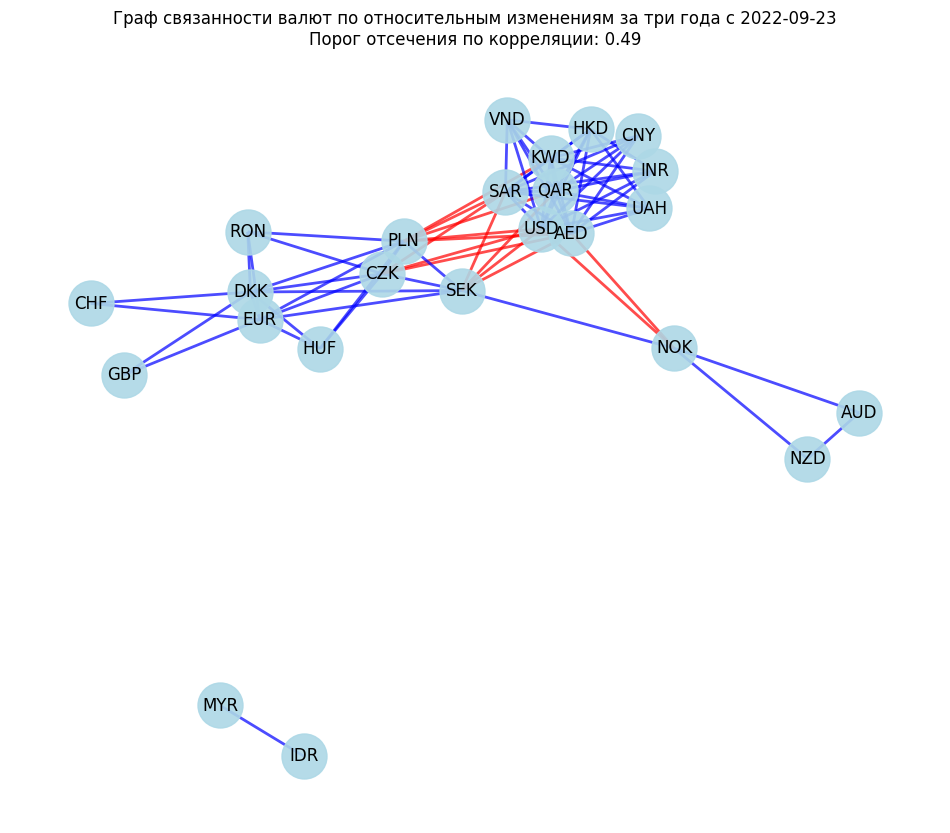 Граф связанности валют по относительным изменениям за три года с 2022-09-23
Порог отсечения по корреляции: 0.49
VND
HKD
CNY
KWD
INR
SAR
QAR
UAH
USD
AED
RON
PLN
CZK
DKK
SEK
CHF
EUR
HUF
NOK
GBP
AUD
NZD
MYR
IDR